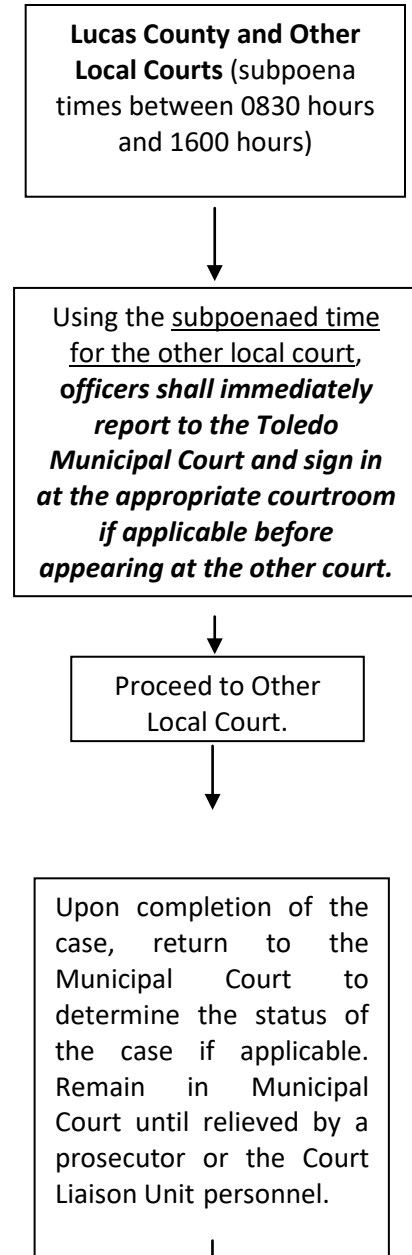 Lucas County and Other
Local Courts (subpoena
times between 0830 hours
and 1600 hours)
Using the subpoenaed time
for the other local court,
officers shall immediately
report to the Toledo
Municipal Court and sign in
at the appropriate courtroom
if applicable before
appearing at the other court.
Proceed to Other
Local Court.
Upon completion of the
case, return to the
Municipal Court to
determine the status of
the case if applicable.
Remain in Municipal
Court until relieved by a
prosecutor or the Court
Liaison Unit personnel.